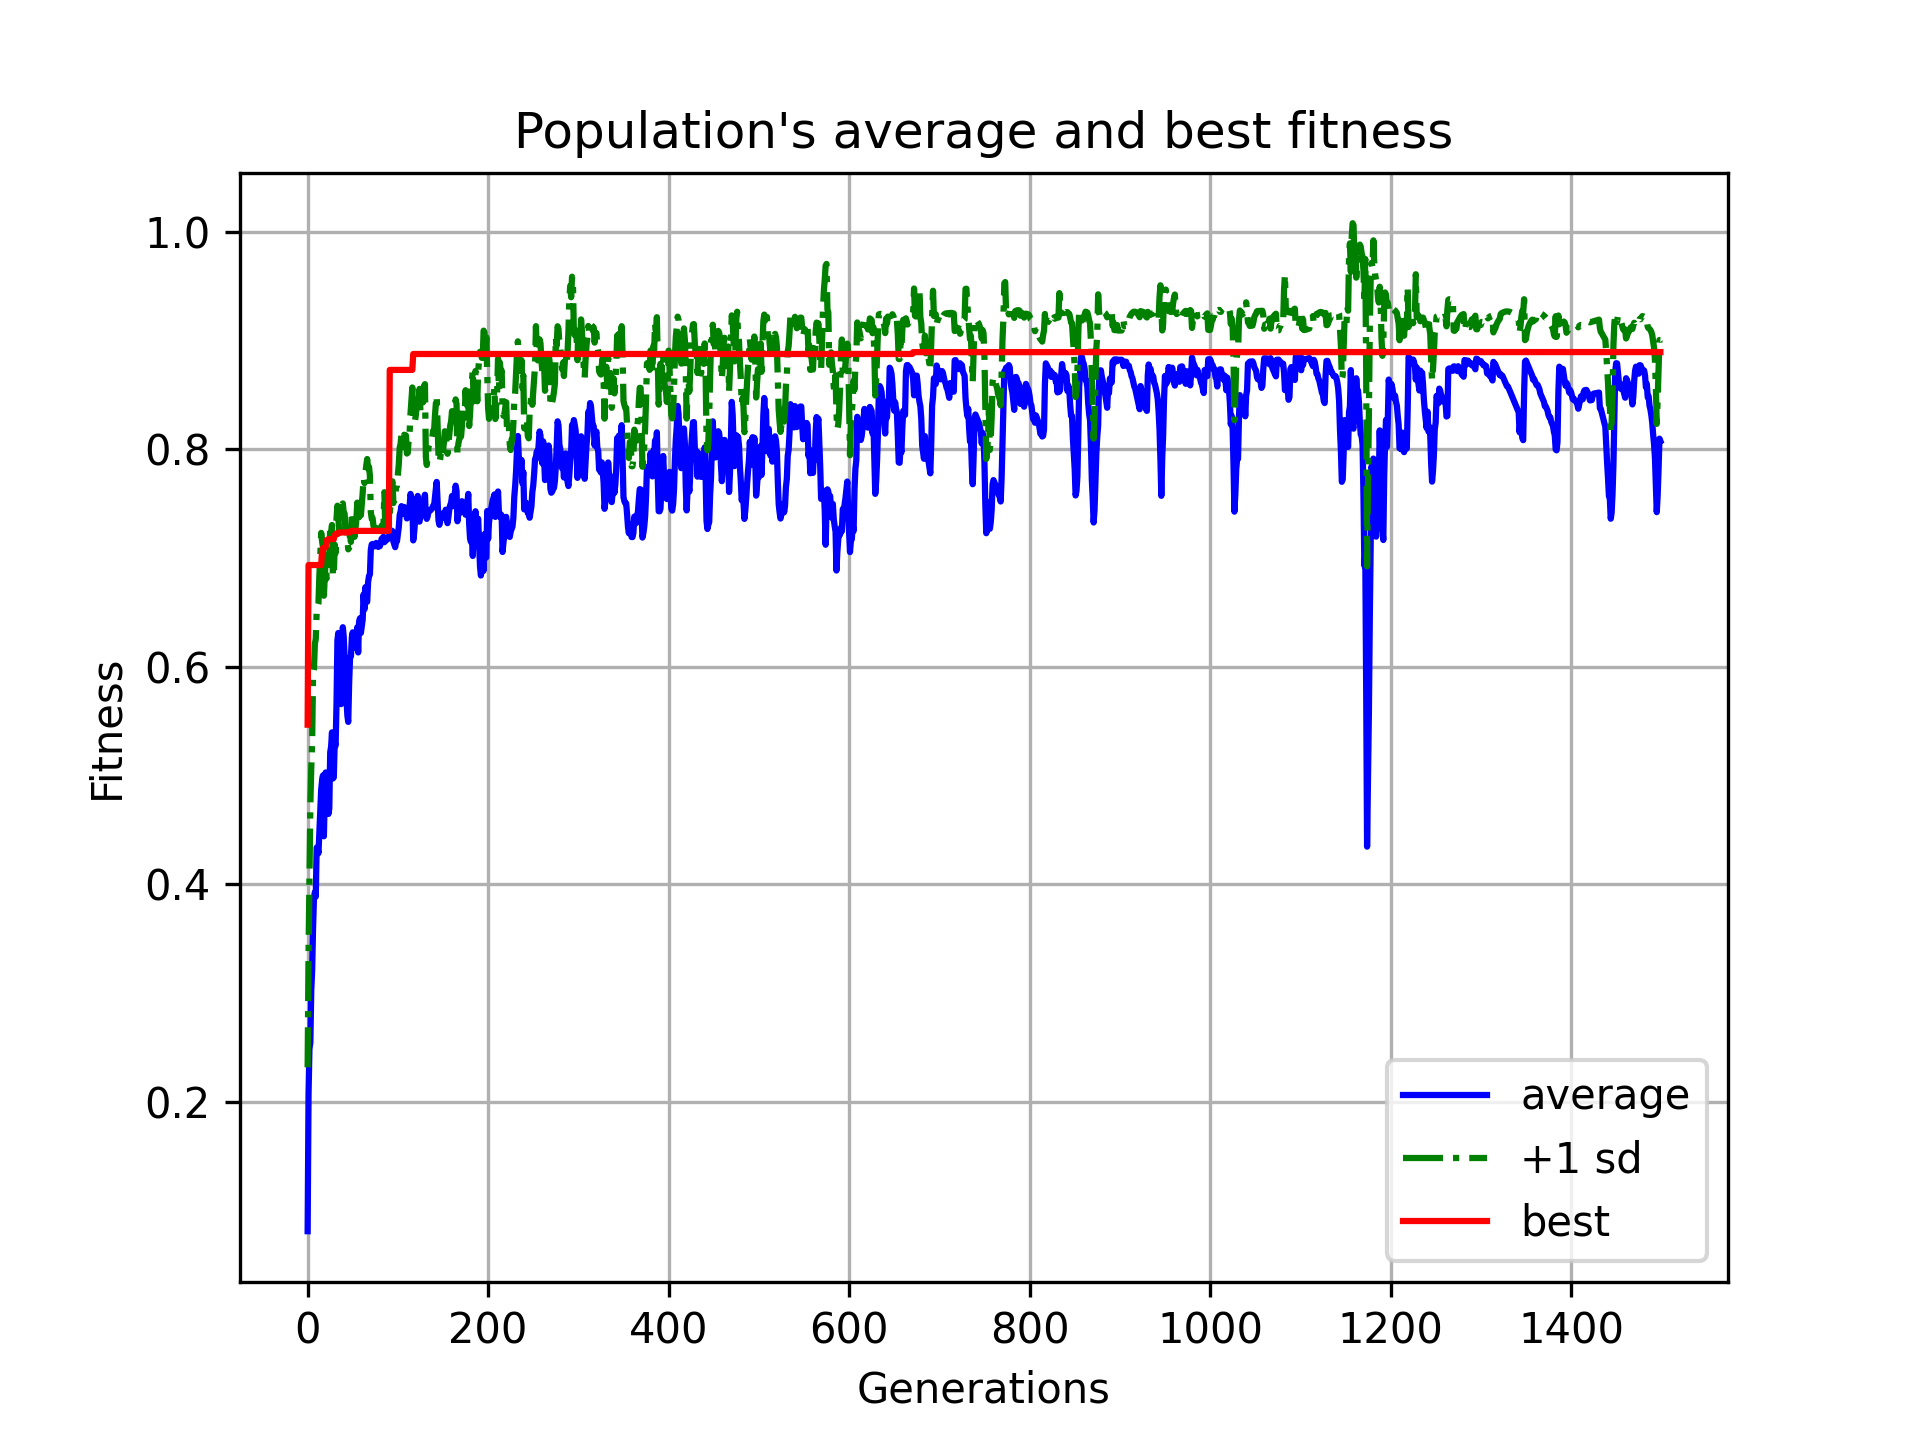 Population's average and best fitness
1.0
0.8
0.6
0.4
0.2
Fitness
0 200 400 600 800 1000 1200 1400
Generations
average
+1 sd
best